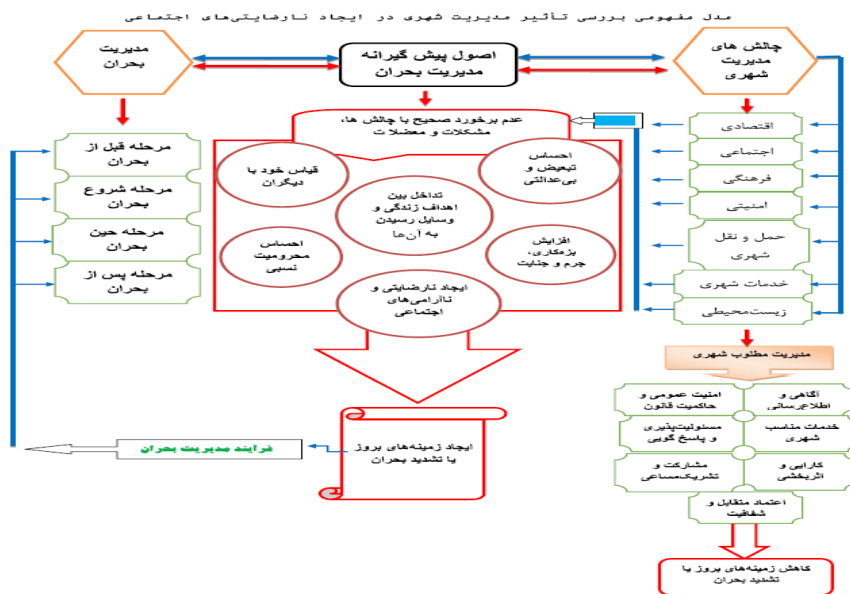 مدل مفهومی بررسی تأثیر مدیریت شهری در ایجاد نارضایتی‌های اجتماعی
چالش های
مدیریت
شهری
اصول پیش گیرانه
مدیریت بحران
مدیریت
بحران
اقتصادی
اجتماعی
فرهنگی
امنیتی
حمل و نقل
شهری
خدمات شهری
زیست‌محیطی
عدم برخورد صحیح با چالش ها،
مشکلات و معضلات
احساس
تبعیض و
بی‌عدالتی
قیاس خود با
دیگران
تداخل بین
اهداف زندگی و
وسایل رسیدن
به آن‌ها
افزایش
بزه‌کاری،
جرم و جنایت
احساس
محرومیت
نسبی
ایجاد نارضایتی و
ناآرامی‌های
اجتماعی
مرحله قبل از
بحران
مرحله شروع
بحران
مرحله حین
بحران
مرحله پس از
بحران
مدیریت مطلوب شهری
آگاهی و
اطلاع‌رسانی
امنیت عمومی و
حاکمیت قانون
خدمات مناسب
شهری
مسئولیت‌پذیری
و پاسخ گویی
کارایی و
اثربخشی
مشارکت و
تشریک‌مساعی
اعتماد متقابل و
شفافیت
کاهش زمینه‌های بروز یا
تشدید بحران
ایجاد زمینه‌های بروز
یا تشدید بحران
فرآیند مدیریت بحران